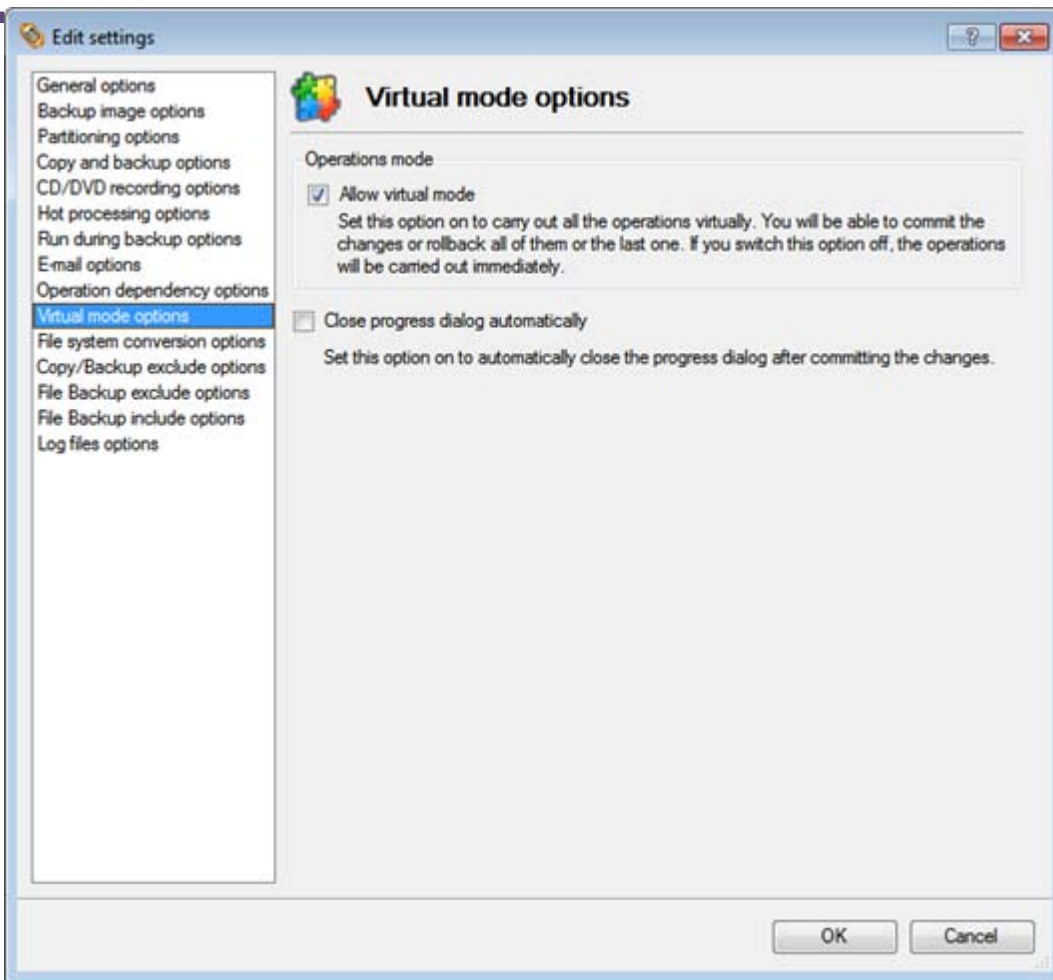 Edit settings
General options
Backup image options
Partitioning options
Copy and backup options
CD/DVD recording options
Hot processing options
Run during backup options
E-mail options
Operation dependency options
Virtual mode options
File system conversion options
Copy/Backup exclude options
File Backup exclude options
File Backup include options
Log files options
Virtual mode options
Operations mode
Allow virtual mode
Set this option on to carry out all the operations virtually. You will be able to commit the
changes or rollback all of them or the last one. If you switch this option off, the operations
will be carried out immediately.
Close progress dialog automatically
Set this option on to automatically close the progress dialog after committing the changes.
OK
Cancel